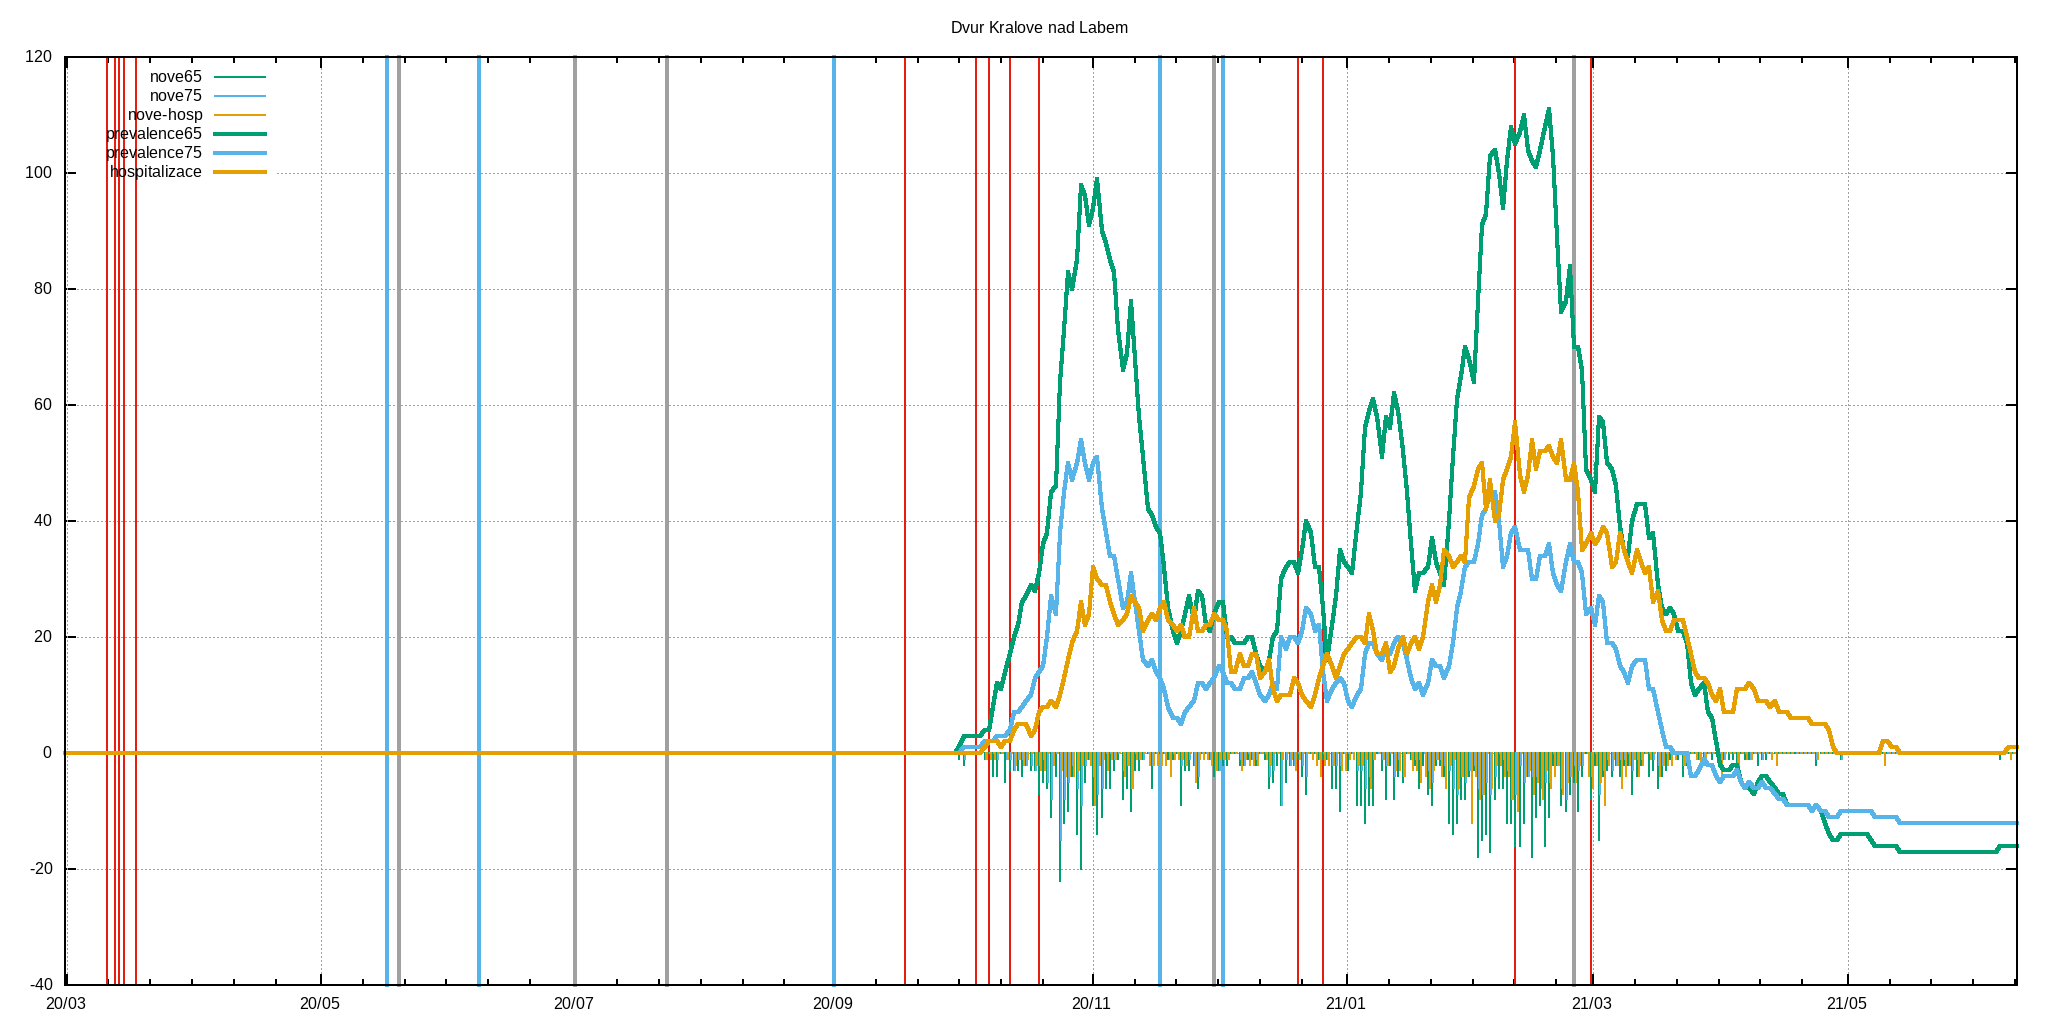 Dvur Kralove nad Labem
120
100
80
60
40
20
0
-20
-40
nove65
nove75
nove-hosp
prevalence65
prevalence75
hospitalizace
20/03 20/05 20/07 20/09 20/11 21/01 21/03 21/05